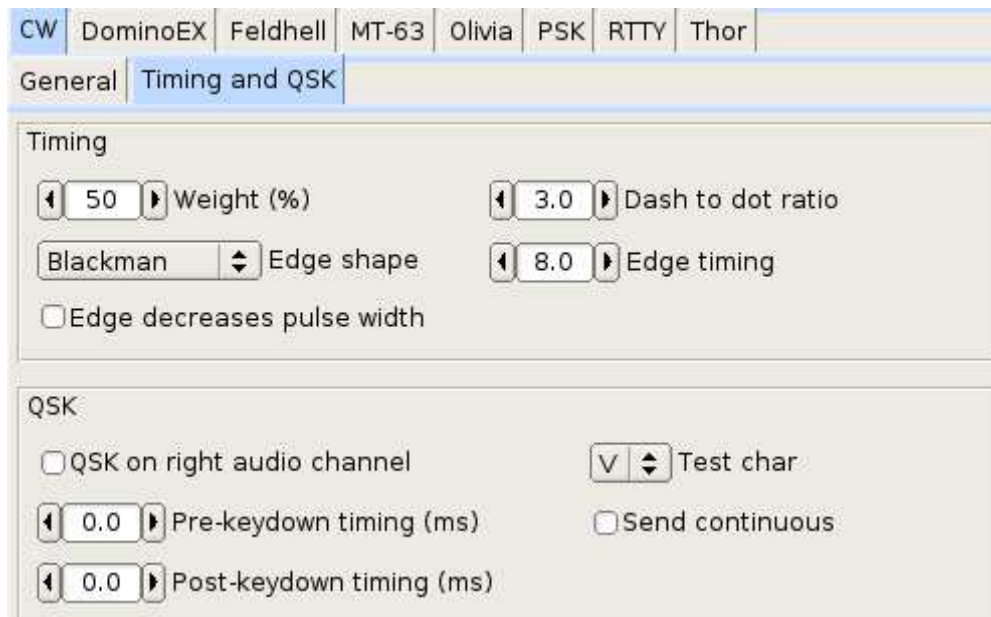 CW DominoEX Feldhell MT-63 Olivia PSK RTTY Thor
General Timing and QSK
Timing
50 Weight (%) 3.0 Dash to dot ratio
Blackman Edge shape 8.0 Edge timing
Edge decreases pulse width
QSK
QSK on right audio channel V Test char
0.0 Pre-keydown timing (ms) Send continuous
0.0 Post-keydown timing (ms)